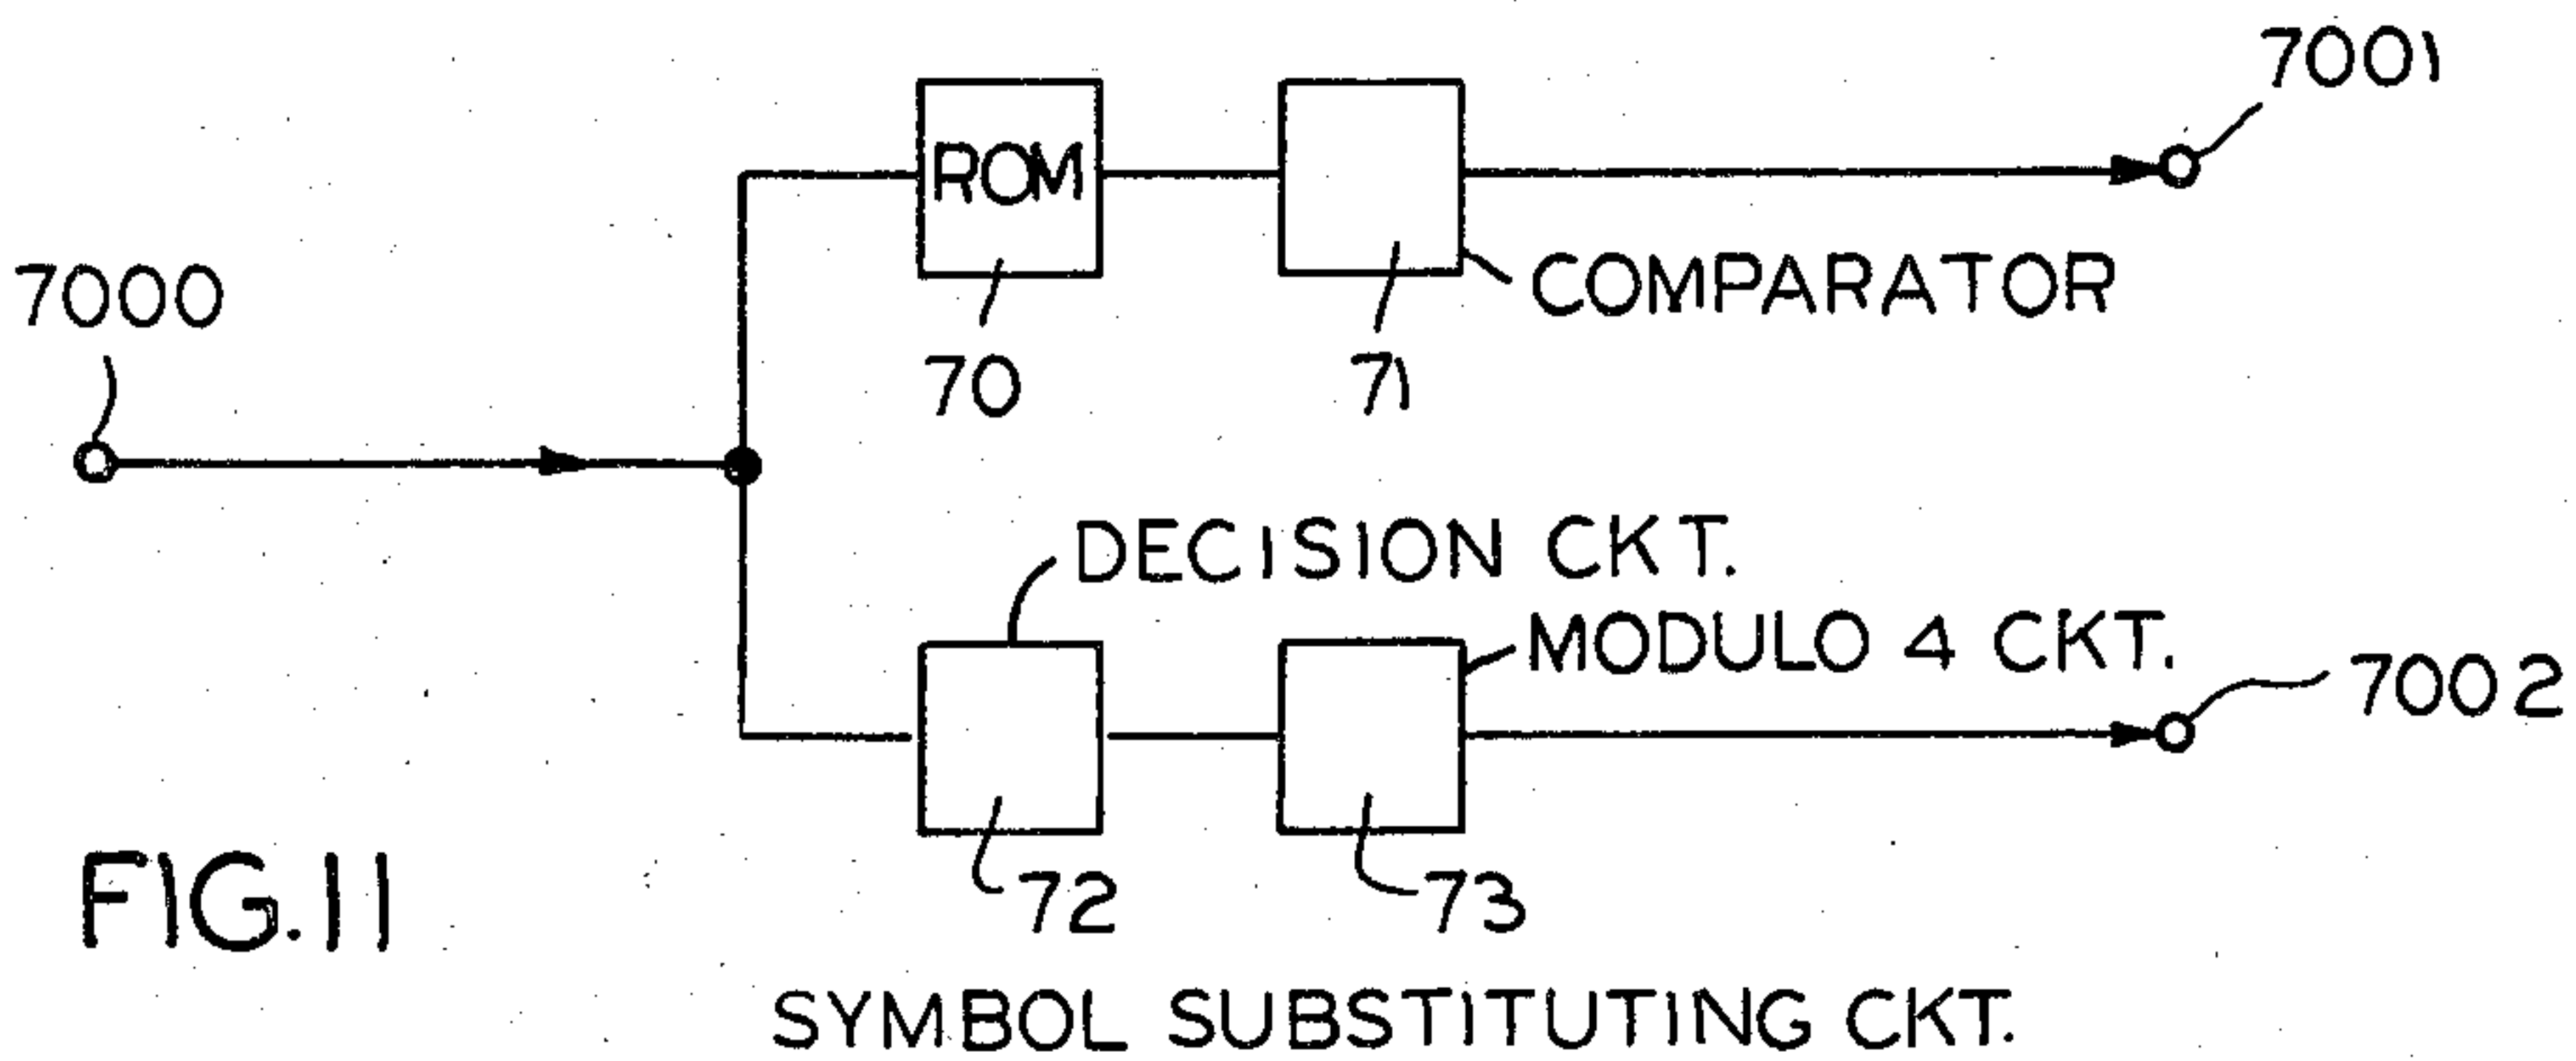 7001
ROM
COMPARATOR
7000
70
71
DECISION CKT.
MODULO 4 CKT.
7002
72
73
FIG. 11
SYMBOL SUBSTITUTING CKT.